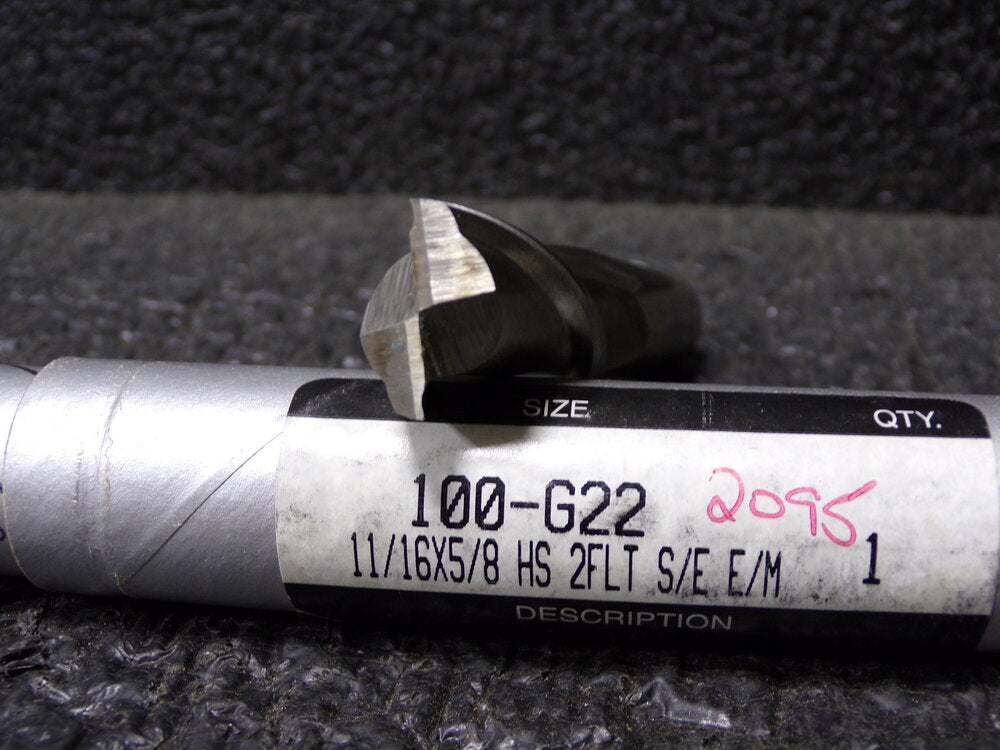 SIZE QTY.
100-G22 2095
11/16X5/8 HS 2FLT S/E E/M 1
DESCRIPTION